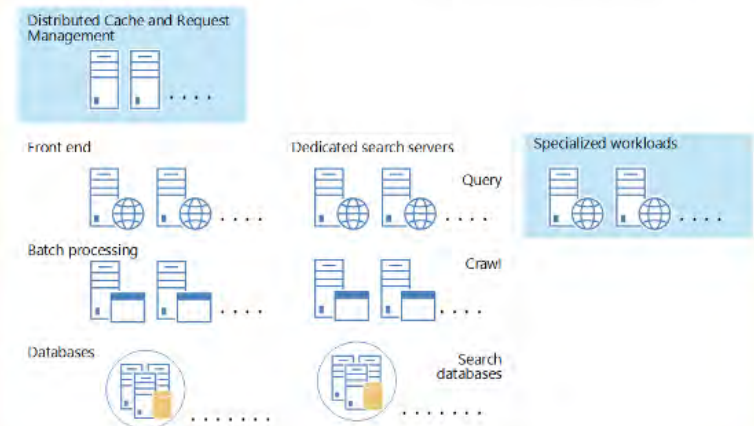 Distributed Cache and Request
Management
Front end
Dedicated search servers
Specialized workloads
Query
Batch processing
Crawl
Databases
Search
databases